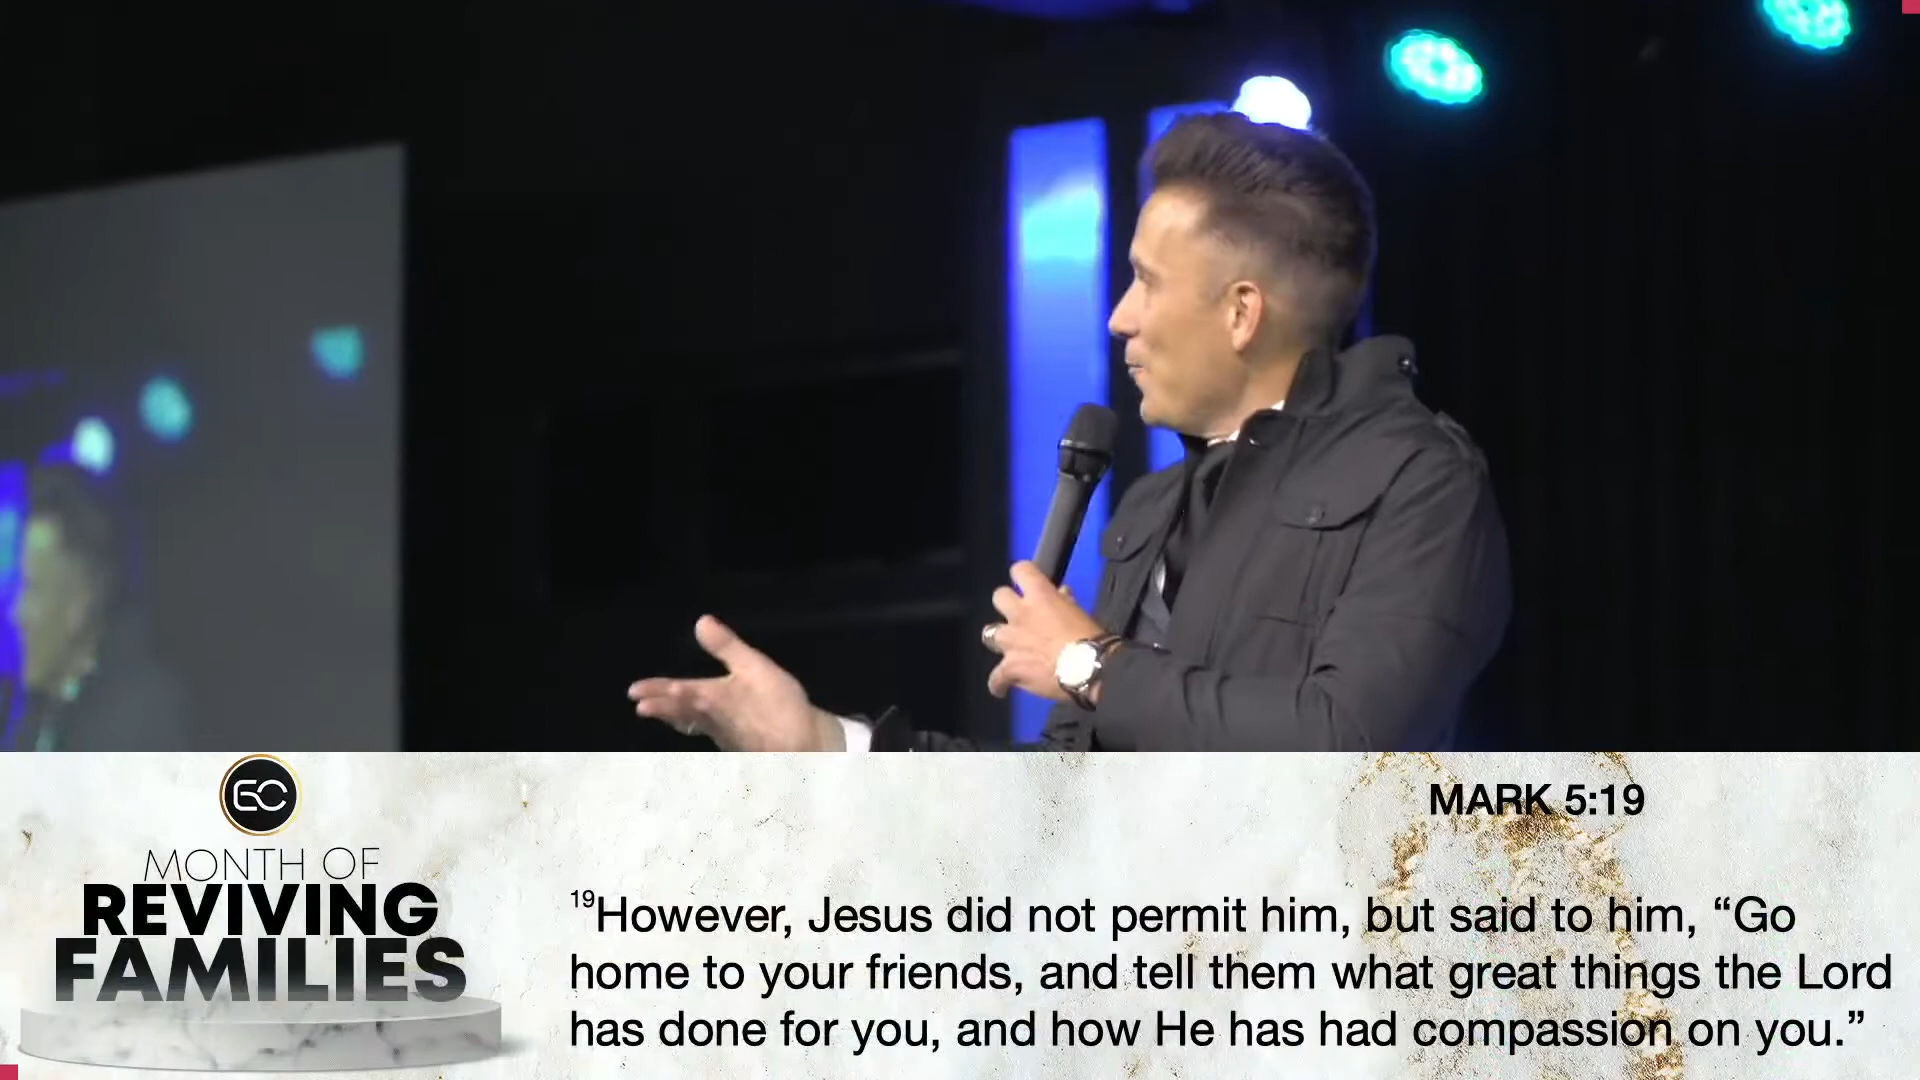 EC
MONTH OF
REVIVING
FAMILIES
MARK 5:19
19However, Jesus did not permit him, but said to him, “Go
home to your friends, and tell them what great things the Lord
has done for you, and how He has had compassion on you.”